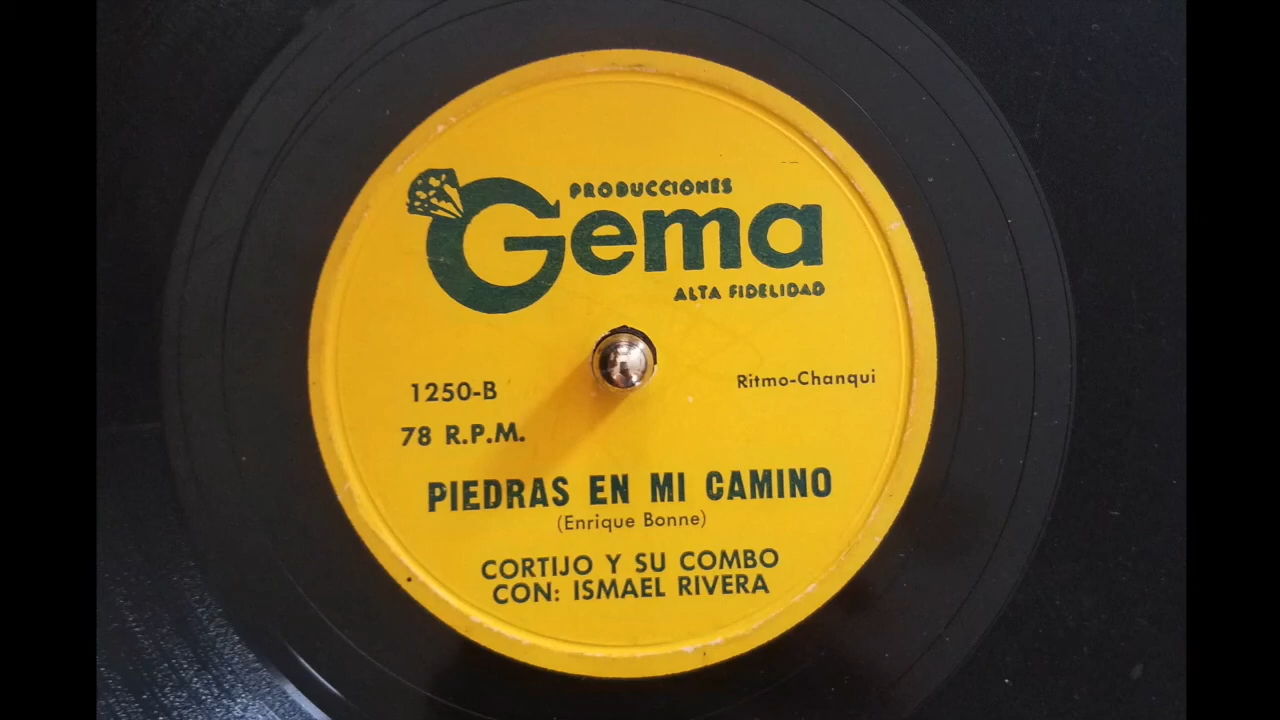 PRODUCCIONES
Gema
ALTA FIDELIDAD
1250-B
Ritmo-Chanqui
78 R.P.M.
PIEDRAS EN MI CAMINO
(Enrique Bonne)
CORTIJO Y SU COMBO
CON: ISMAEL RIVERA